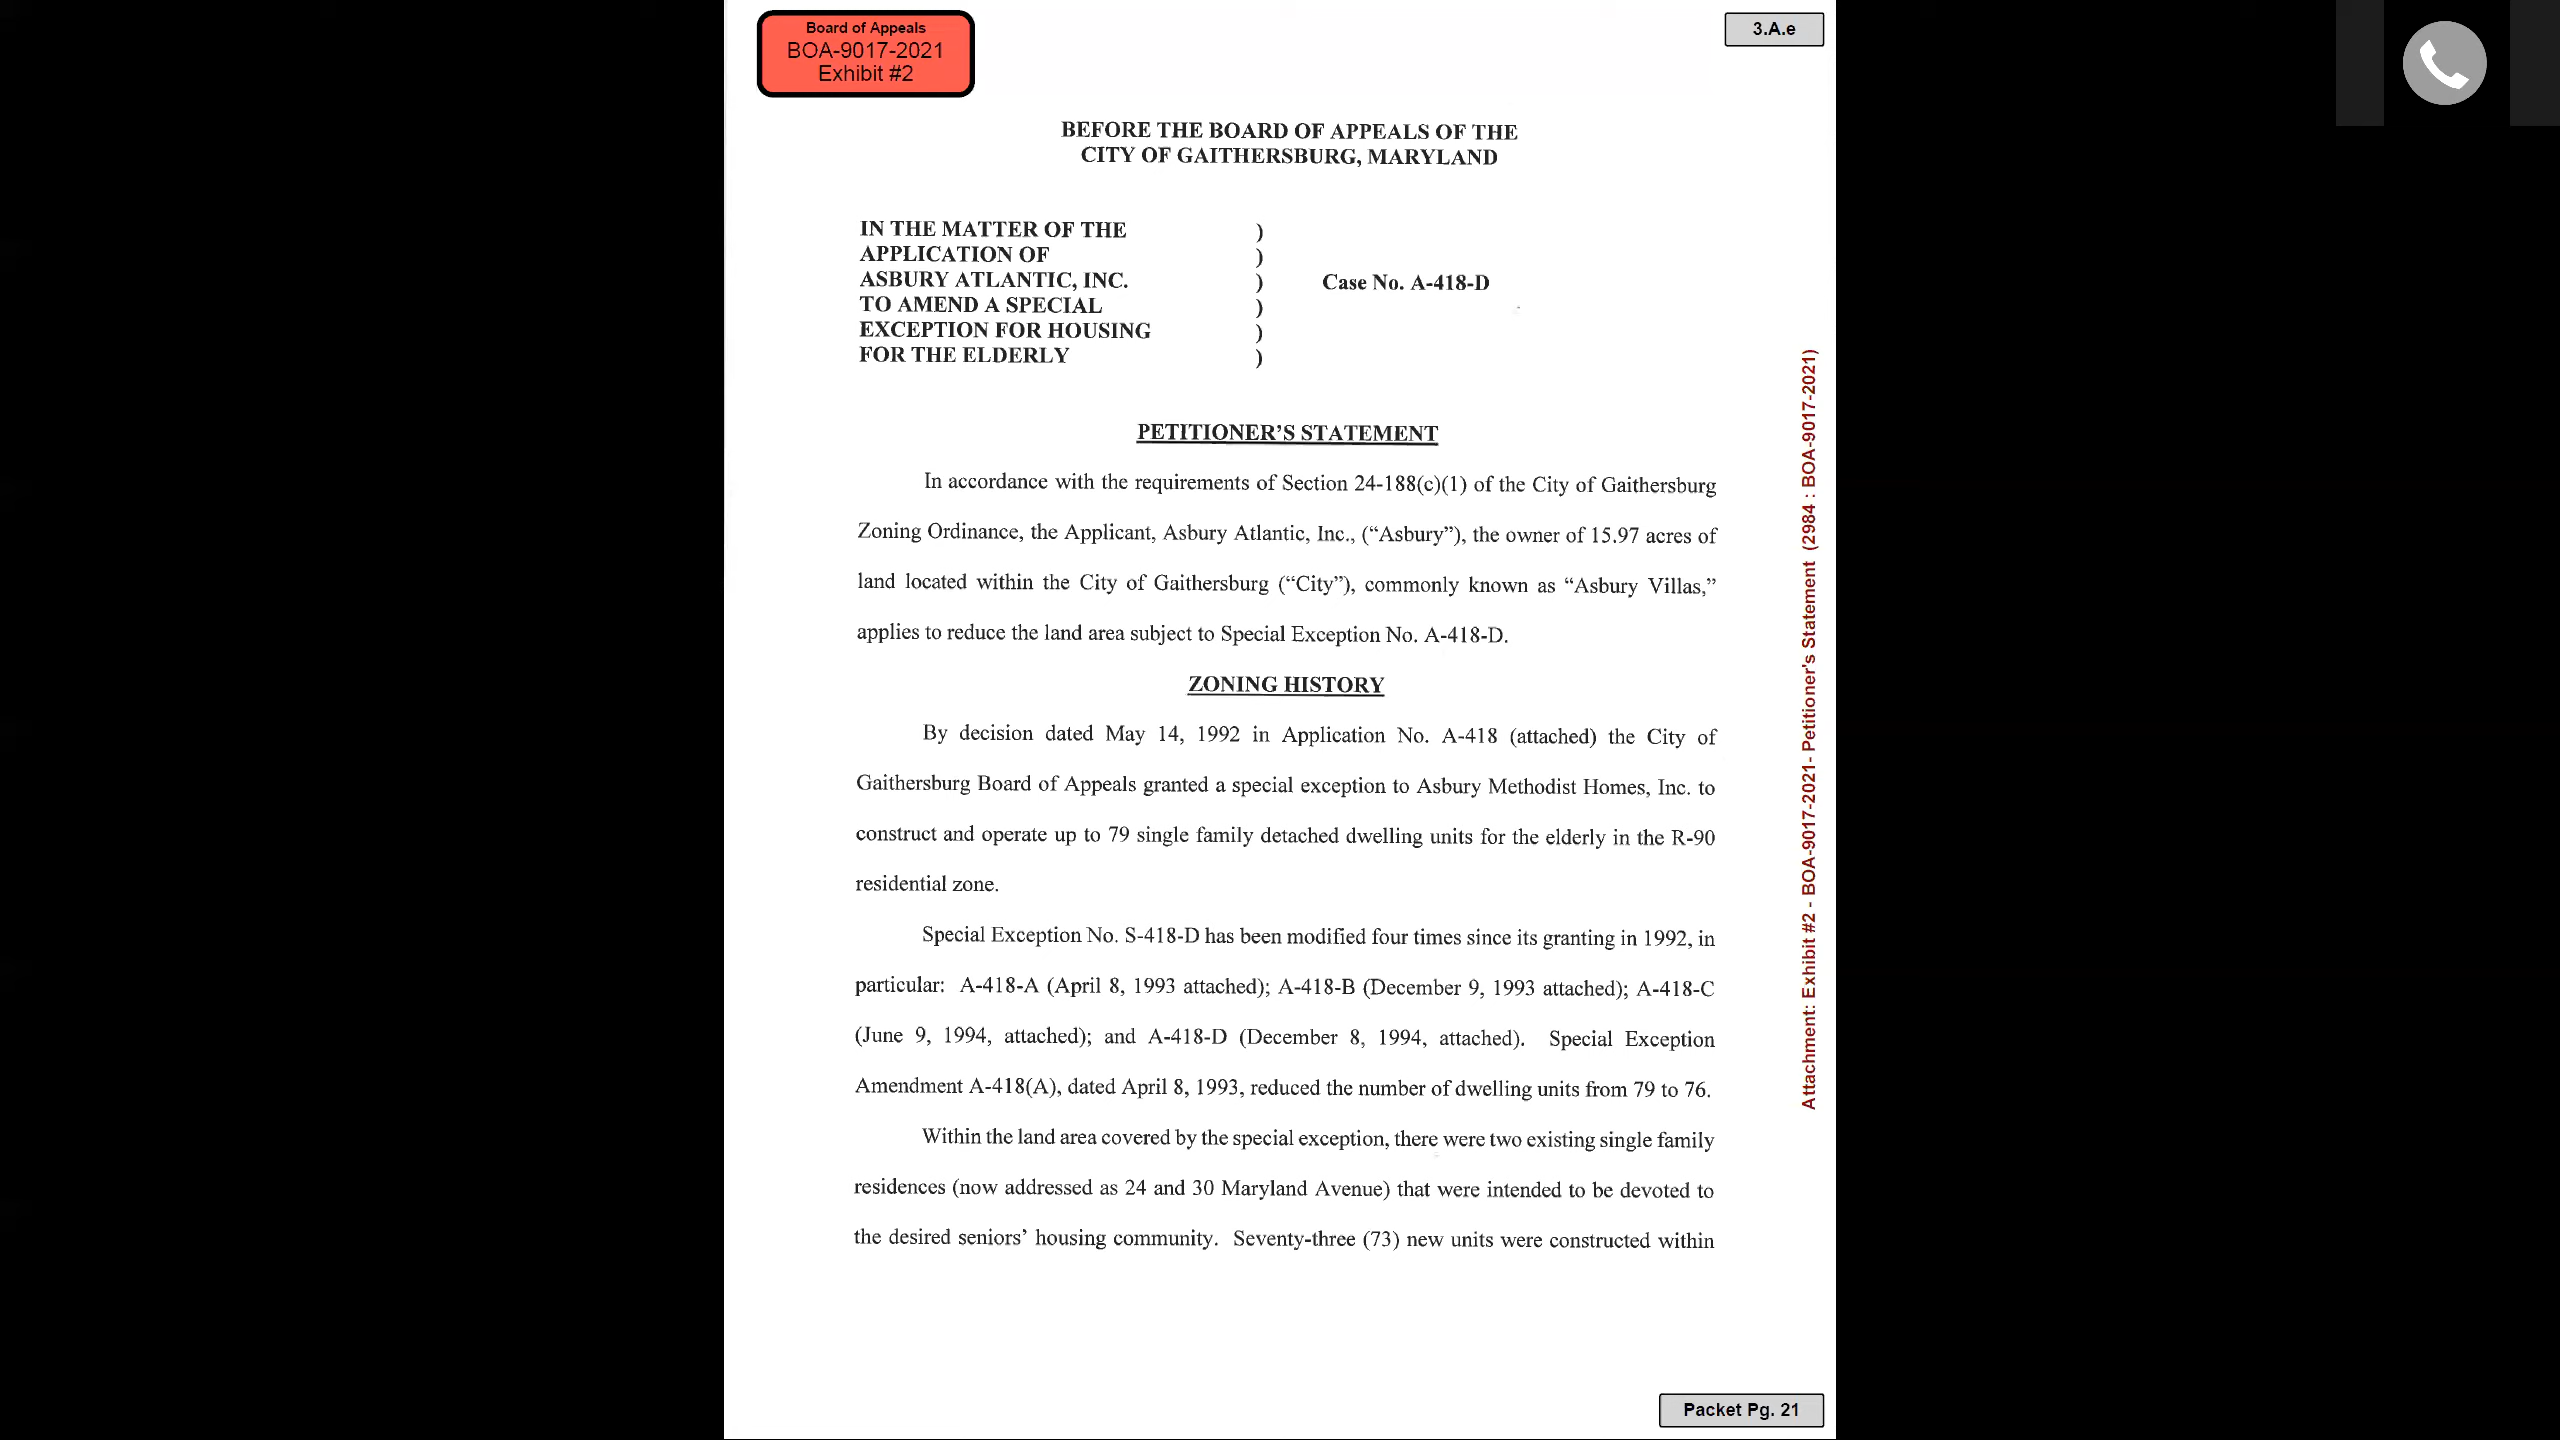 Board of Appeals
BOA-9017-2021
Exhibit #2
3.A.e
BEFORE THE BOARD OF APPEALS OF THE
CITY OF GAITHERSBURG, MARYLAND
IN THE MATTER OF THE )
APPLICATION OF )
ASBURY ATLANTIC, INC. ) Case No. A-418-D
TO AMEND A SPECIAL )
EXCEPTION FOR HOUSING )
FOR THE ELDERLY )
PETITIONER’S STATEMENT
In accordance with the requirements of Section 24-188(c)(1) of the City of Gaithersburg
Zoning Ordinance, the Applicant, Asbury Atlantic, Inc., (“Asbury”), the owner of 15.97 acres of
land located within the City of Gaithersburg (“City”), commonly known as “Asbury Villas,”
applies to reduce the land area subject to Special Exception No. A-418-D.
ZONING HISTORY
By decision dated May 14, 1992 in Application No. A-418 (attached) the City of
Gaithersburg Board of Appeals granted a special exception to Asbury Methodist Homes, Inc. to
construct and operate up to 79 single family detached dwelling units for the elderly in the R-90
residential zone.
Special Exception No. S-418-D has been modified four times since its granting in 1992, in
particular: A-418-A (April 8, 1993 attached); A-418-B (December 9, 1993 attached); A-418-C
(June 9, 1994, attached); and A-418-D (December 8, 1994, attached). Special Exception
Amendment A-418(A), dated April 8, 1993, reduced the number of dwelling units from 79 to 76.
Within the land area covered by the special exception, there were two existing single family
residences (now addressed as 24 and 30 Maryland Avenue) that were intended to be devoted to
the desired seniors’ housing community. Seventy-three (73) new units were constructed within
Attachment: Exhibit #2 - BOA-9017-2021- Petitioner's Statement (2984 : BOA-9017-2021)
Packet Pg. 21